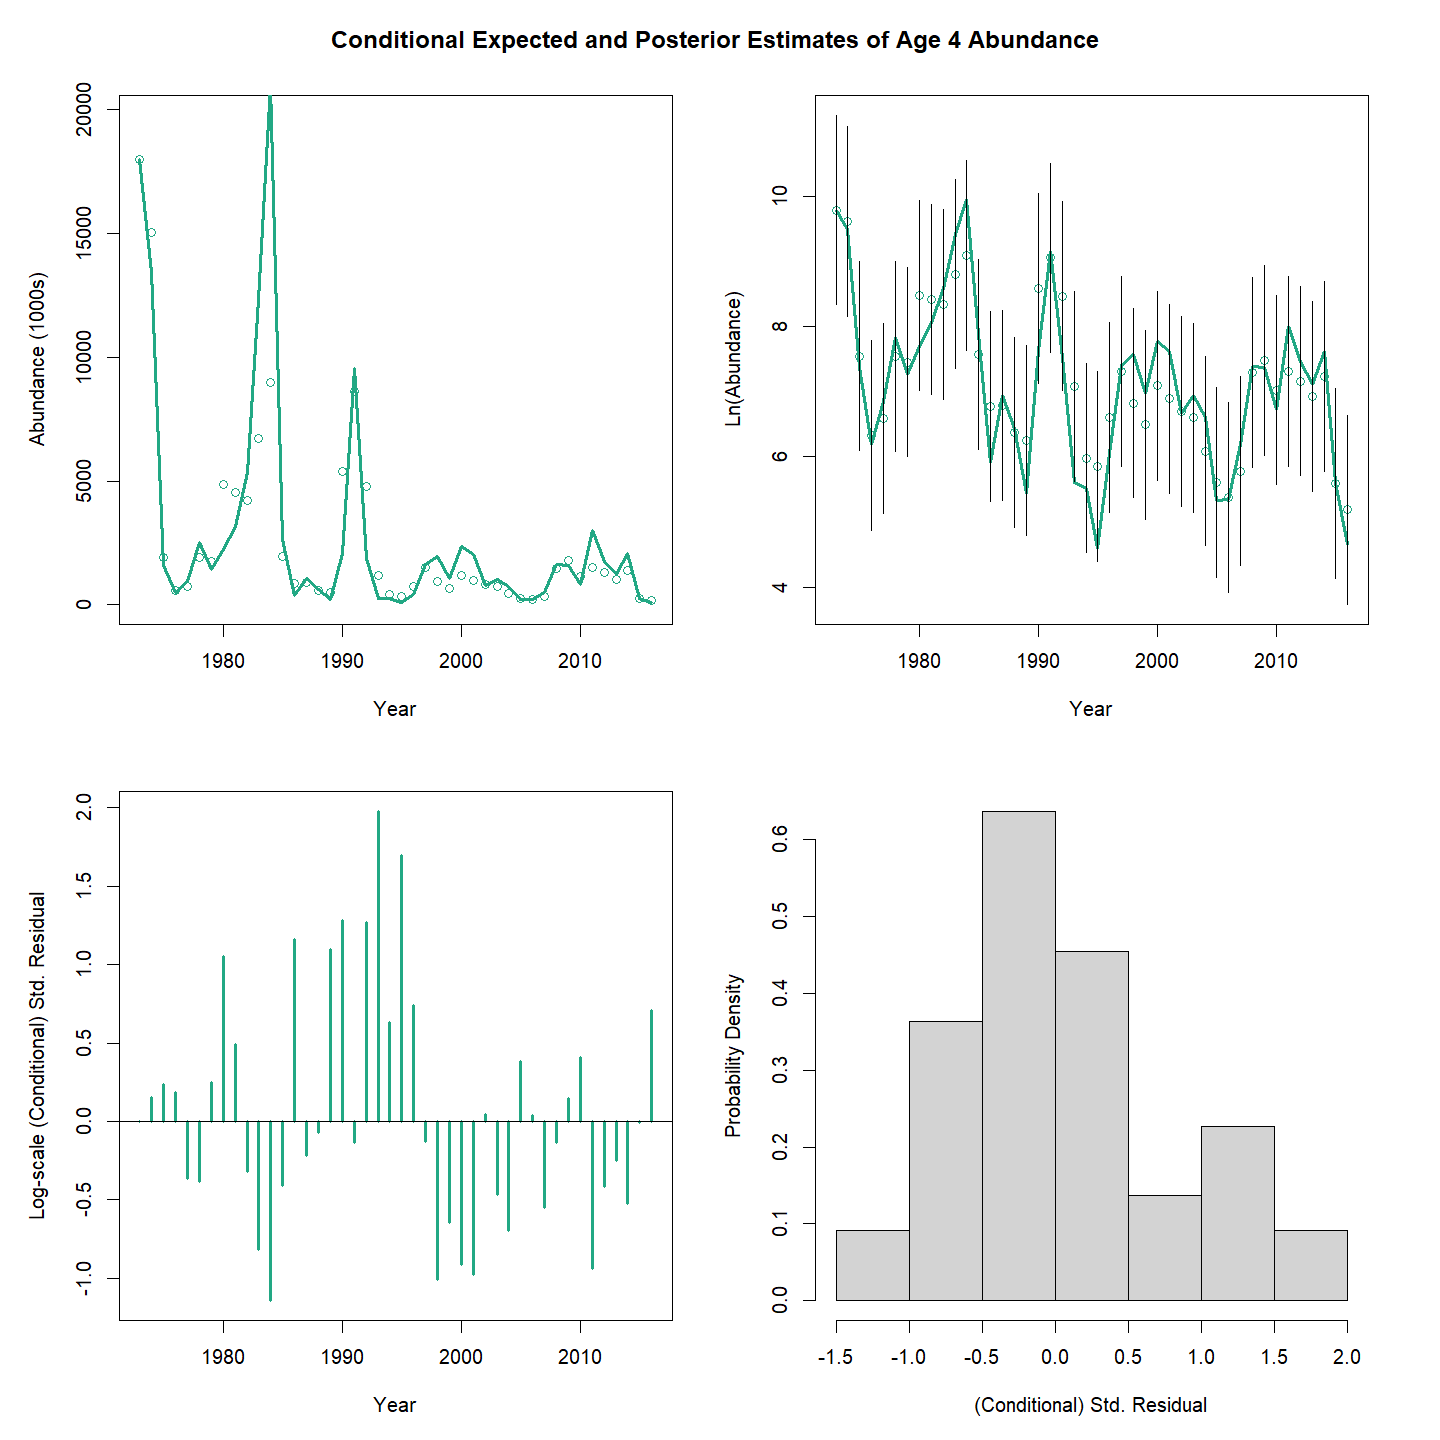 Conditional Expected and Posterior Estimates of Age 4 Abundance
Abundance (1000s)
20000
15000
10000
5000
0
1980 1990 2000 2010
Year
Ln(Abundance)
10
8
6
4
1980 1990 2000 2010
Year
Log-scale (Conditional) Std. Residual
2.0
1.5
1.0
0.5
0.0
-0.5
-1.0
1980 1990 2000 2010
Year
Probability Density
0.6
0.5
0.4
0.3
0.2
0.1
0.0
-1.5 -1.0 -0.5 0.0 0.5 1.0 1.5 2.0
(Conditional) Std. Residual